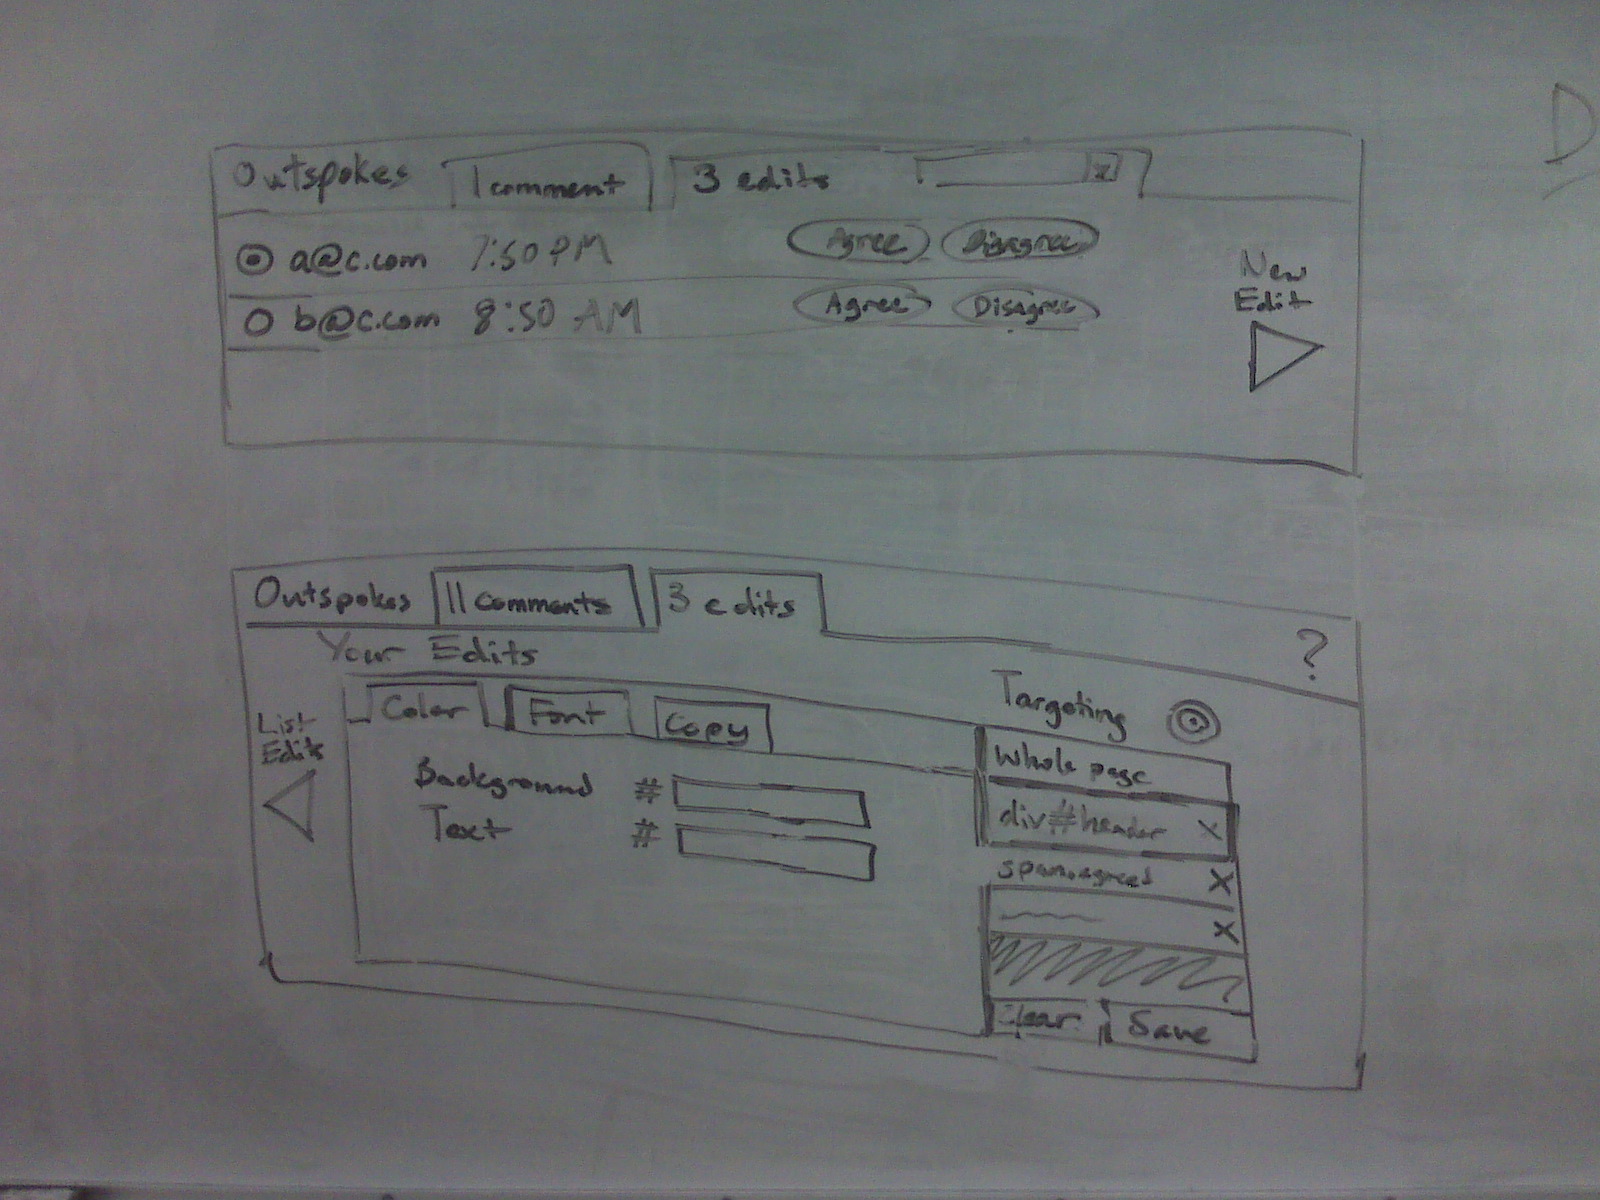 D
Outspokes 1 comment 3 edits x
a@c.com 7:50 PM Agree Disagree
b@c.com 8:50 AM Agree Disagree
New
Edit
Outspokes 11 comments 3 edits
?
Your Edits
List
Edits
Color Font Copy
Background #
Text #
Targeting
Whole page
div#header x
span.agreed x
x
Clear Save